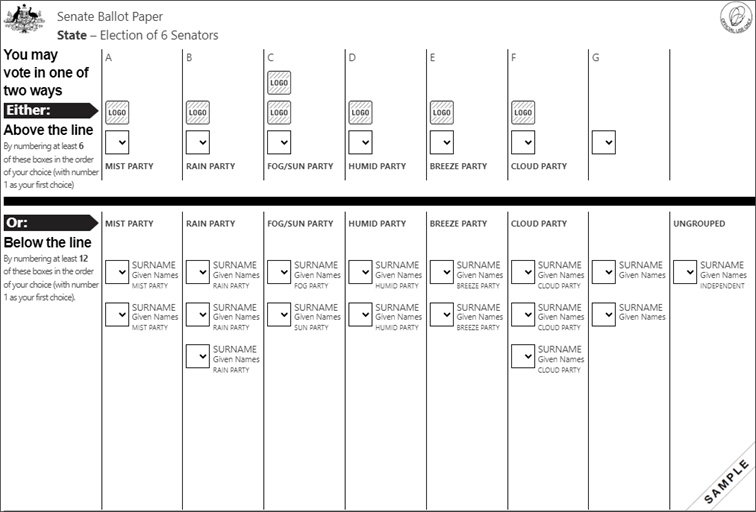 Senate Ballot Paper
State – Election of 6 Senators
OFFICIAL USE ONLY
You may
vote in one of
two ways
Either:
Above the line
By numbering at least 6
of these boxes in the order
of your choice (with number
1 as your first choice)
A B C D E F G
LOGO
LOGO LOGO LOGO LOGO LOGO LOGO
MIST PARTY RAIN PARTY FOG/SUN PARTY HUMID PARTY BREEZE PARTY CLOUD PARTY
Or:
Below the line
By numbering at least 12
of these boxes in the order
of your choice (with number
1 as your first choice).
MIST PARTY RAIN PARTY FOG/SUN PARTY HUMID PARTY BREEZE PARTY CLOUD PARTY UNGROUPED
SURNAME SURNAME SURNAME SURNAME SURNAME SURNAME SURNAME SURNAME
Given Names Given Names Given Names Given Names Given Names Given Names Given Names Given Names
MIST PARTY RAIN PARTY FOG PARTY HUMID PARTY BREEZE PARTY CLOUD PARTY INDEPENDENT
SURNAME SURNAME SURNAME SURNAME SURNAME SURNAME SURNAME
Given Names Given Names Given Names Given Names Given Names Given Names Given Names
MIST PARTY RAIN PARTY SUN PARTY HUMID PARTY BREEZE PARTY CLOUD PARTY
SURNAME SURNAME
Given Names Given Names
RAIN PARTY CLOUD PARTY
SAMPLE